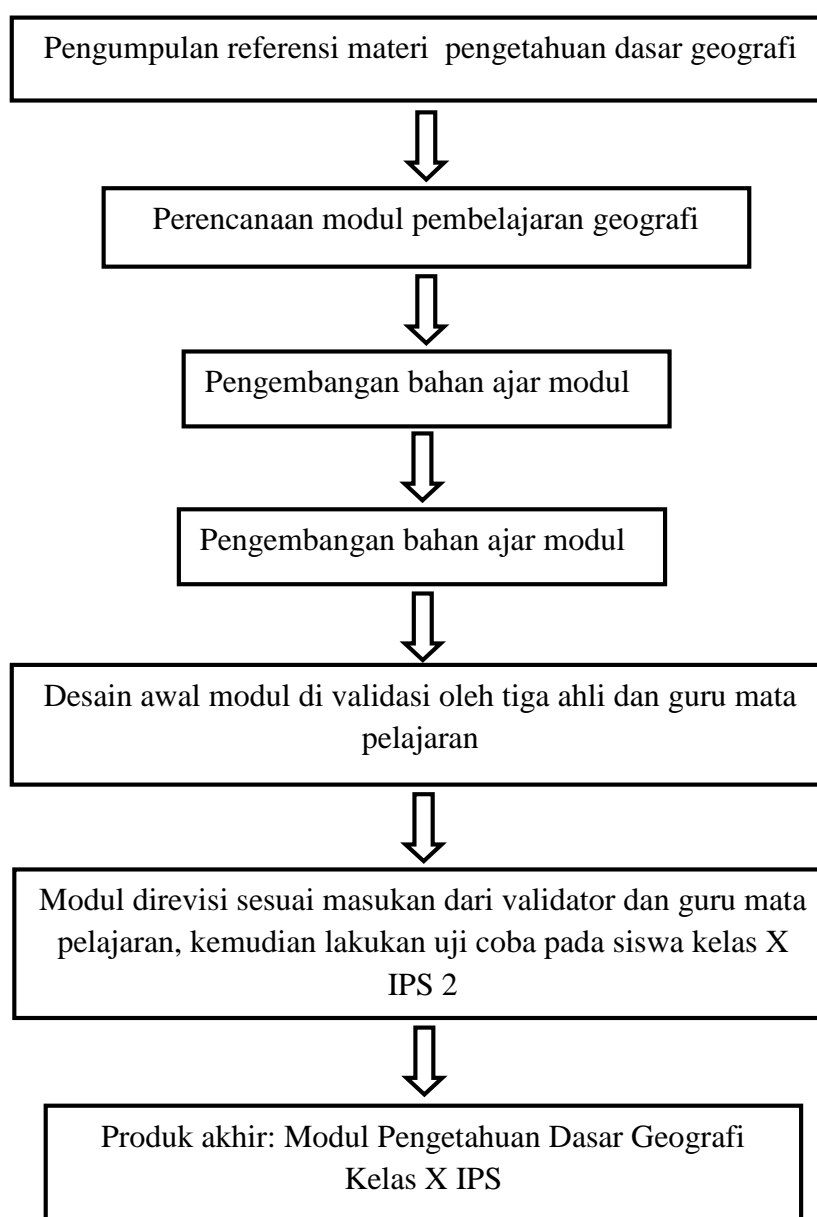 Pengumpulan referensi materi pengetahuan dasar geografi
Perencanaan modul pembelajaran geografi
Pengembangan bahan ajar modul
Pengembangan bahan ajar modul
Desain awal modul di validasi oleh tiga ahli dan guru mata
pelajaran
Modul direvisi sesuai masukan dari validator dan guru mata
pelajaran, kemudian lakukan uji coba pada siswa kelas X
IPS 2
Produk akhir: Modul Pengetahuan Dasar Geografi
Kelas X IPS